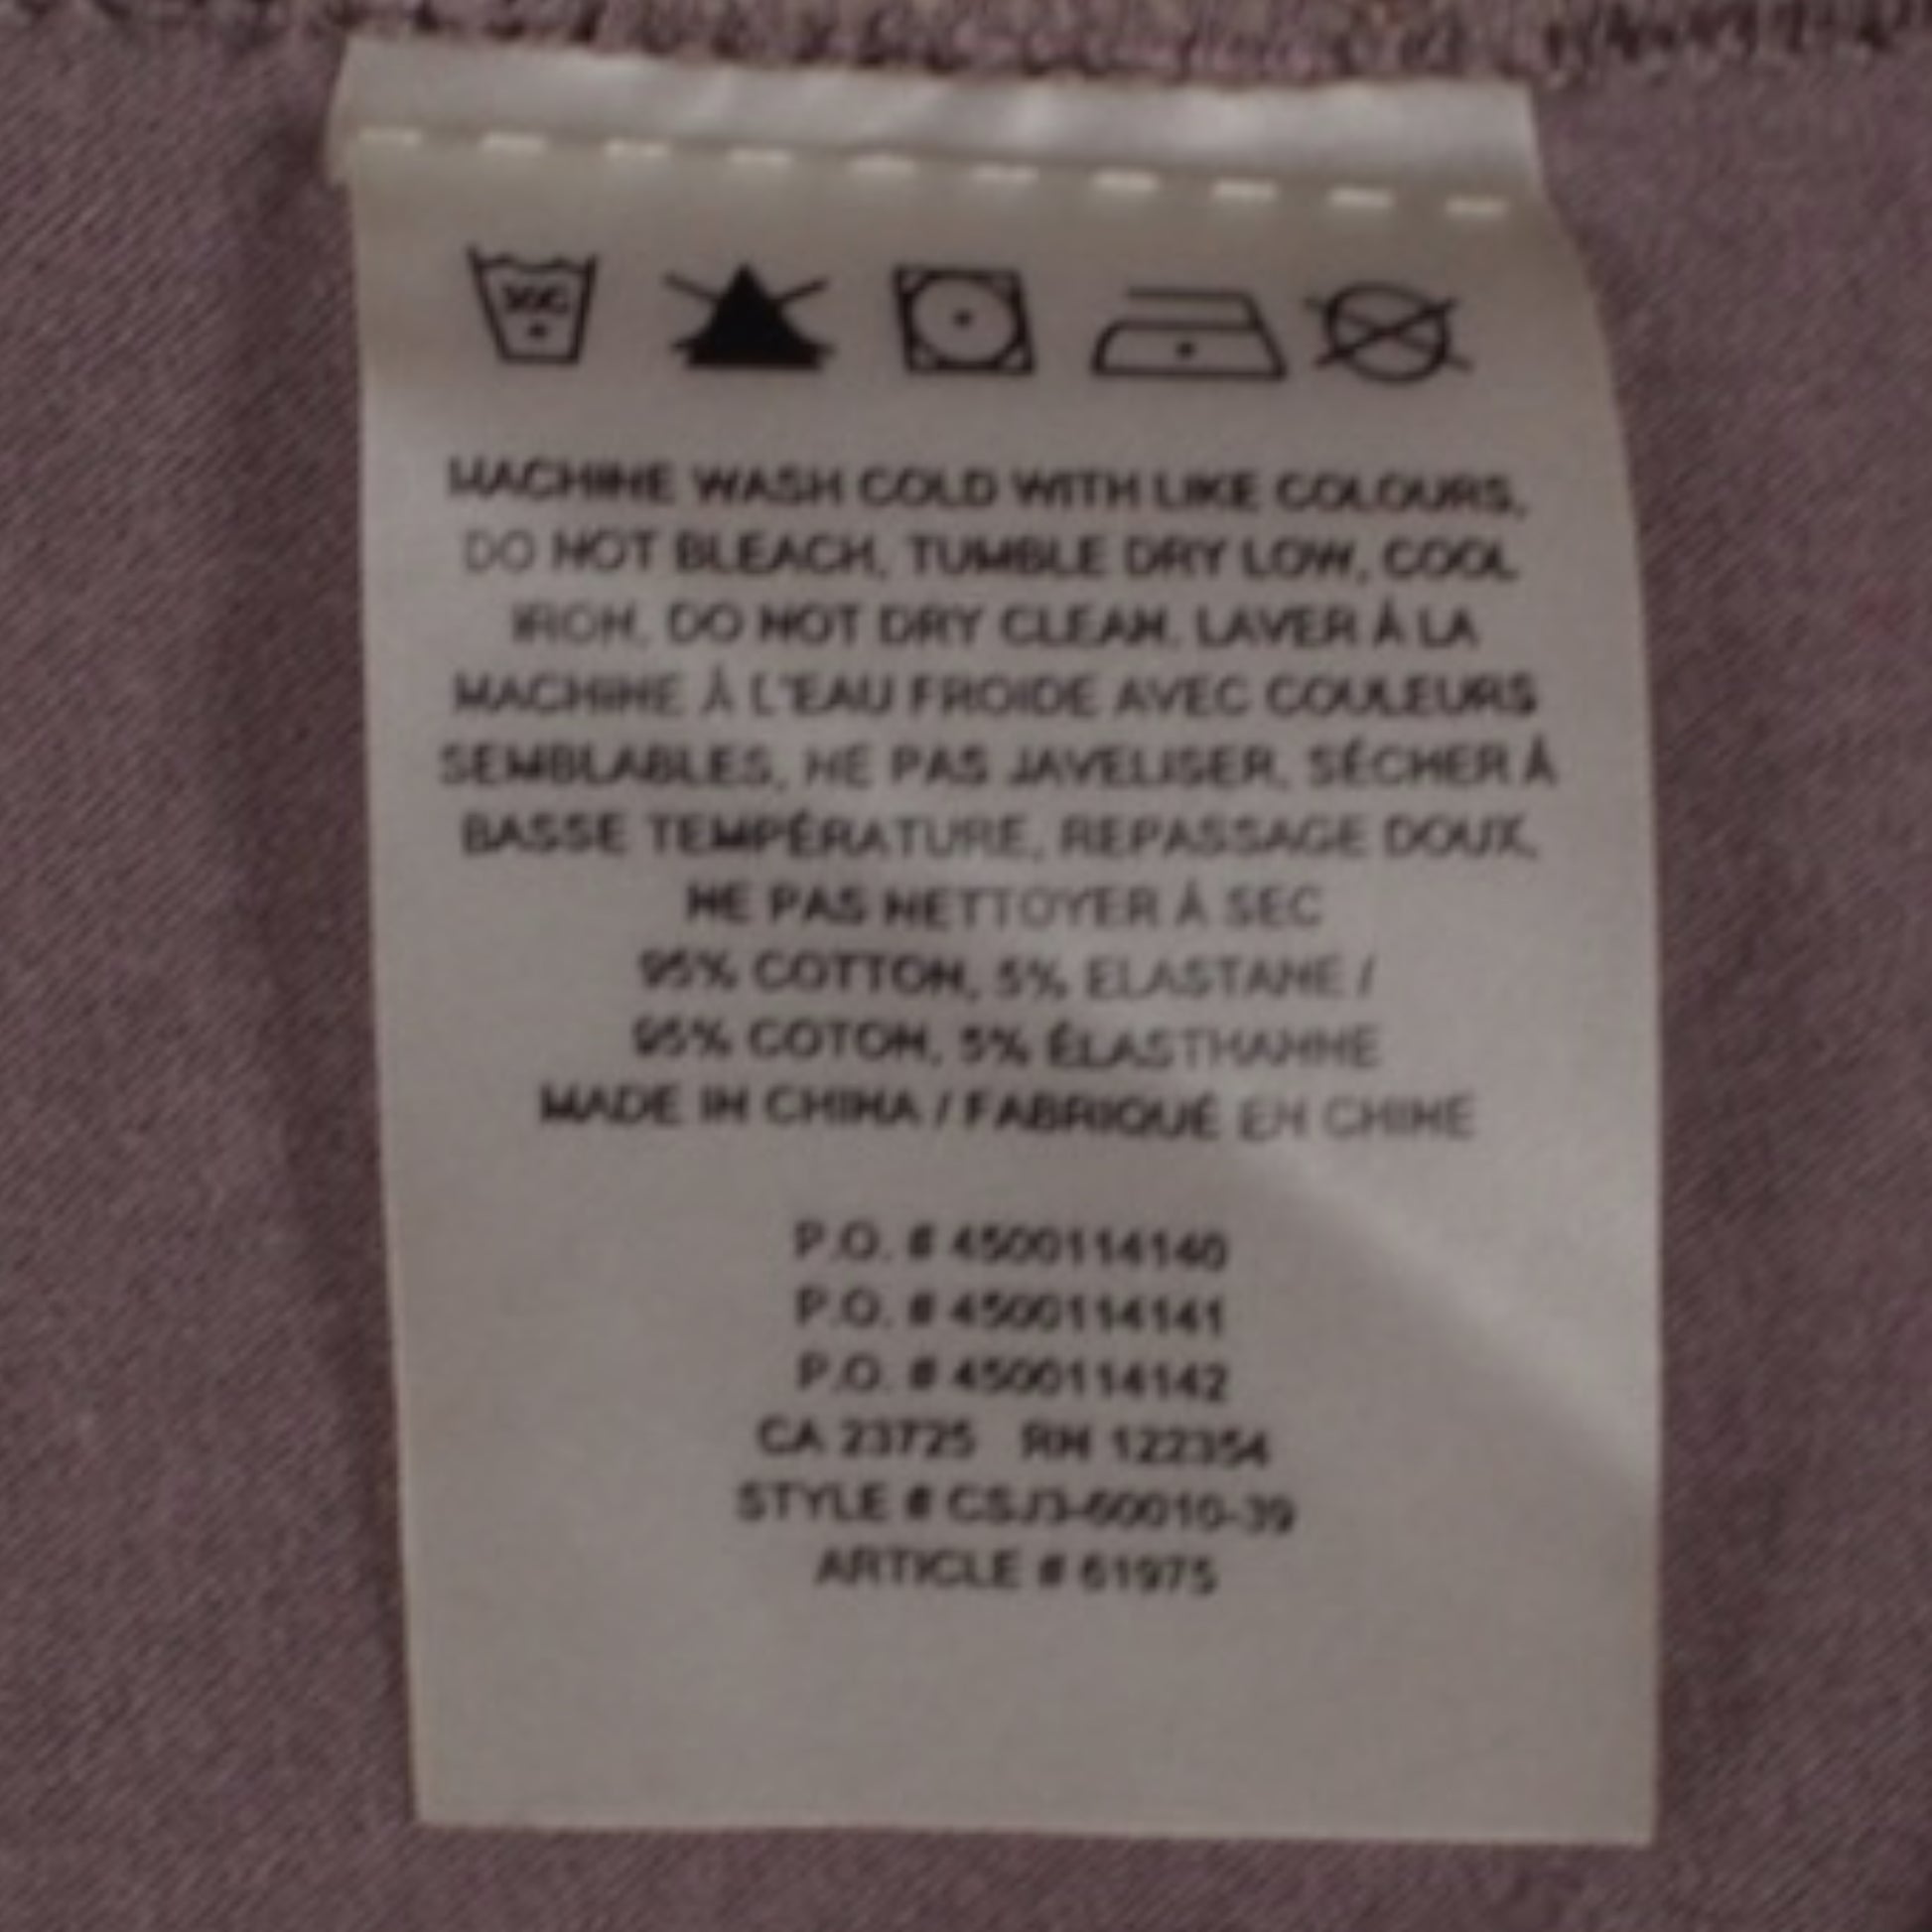 30C
MACHINE WASH COLD WITH LIKE COLOURS,
DO NOT BLEACH, TUMBLE DRY LOW, COOL
IRON, DO NOT DRY CLEAN. LAVER À LA
MACHINE À L'EAU FROIDE AVEC COULEURS
SEMBLABLES, NE PAS JAVELISER, SÉCHER À
BASSE TEMPÉRATURE, REPASSAGE DOUX,
NE PAS NETTOYER À SEC
95% COTTON, 5% ELASTANE /
95% COTON, 5% ÉLASTHANNE
MADE IN CHINA / FABRIQUÉ EN CHINE
P.O. # 4500114140
P.O. # 4500114141
P.O. # 4500114142
CA 23725 RN 122354
STYLE # CSJ3-60010-39
ARTICLE # 61975